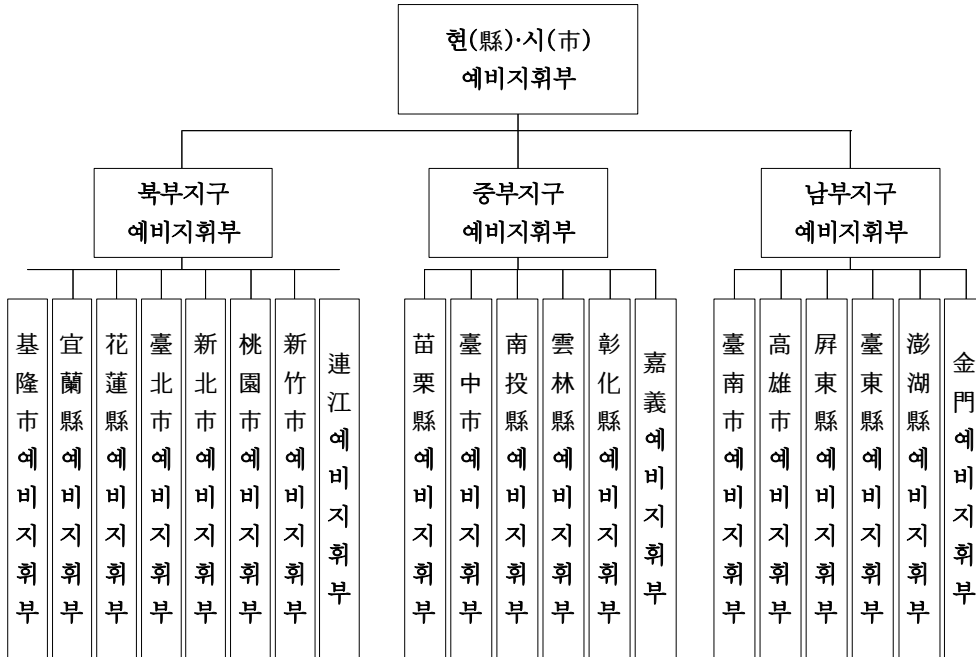 현(縣)·시(市)
예비지휘부
북부지구
예비지휘부
중부지구
예비지휘부
남부지구
예비지휘부
基隆市예비지휘부
宜蘭縣예비지휘부
花蓮縣예비지휘부
臺北市예비지휘부
新北市예비지휘부
桃園市예비지휘부
新竹市예비지휘부
連江예비지휘부
苗栗縣예비지휘부
臺中市예비지휘부
南投縣예비지휘부
雲林縣예비지휘부
彰化縣예비지휘부
嘉義예비지휘부
臺南市예비지휘부
高雄市예비지휘부
屛東縣예비지휘부
臺東縣예비지휘부
澎湖縣예비지휘부
金門예비지휘부